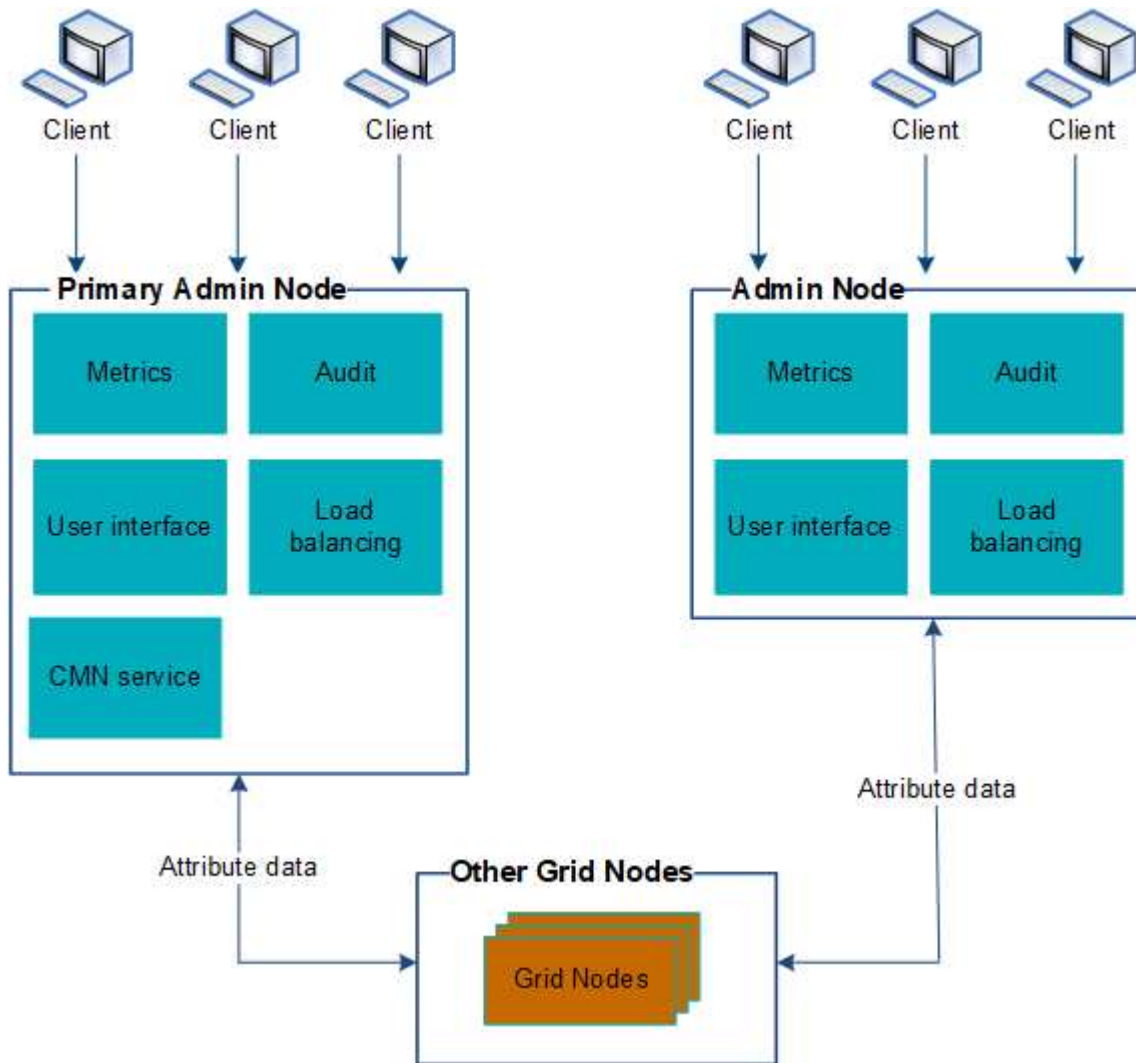 Client
Client
Client
Client
Client
Client
Primary Admin Node
Metrics
Audit
User interface
Load
balancing
CMN service
Admin Node
Metrics
Audit
User interface
Load
balancing
Attribute data
Attribute data
Other Grid Nodes
Grid Nodes